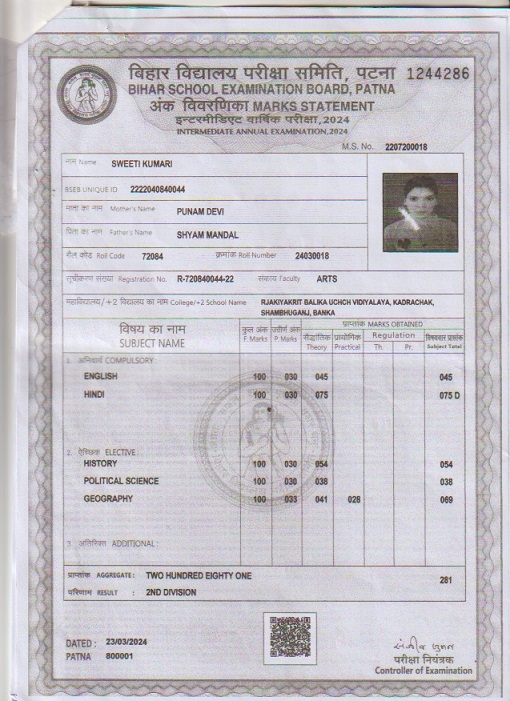 बिहार विद्यालय परीक्षा समिति, पटना 1244286
BIHAR SCHOOL EXAMINATION BOARD, PATNA
अंक विवरणिका MARKS STATEMENT
इन्टरमीडिएट वार्षिक परीक्षा, 2024
INTERMEDIATE ANNUAL EXAMINATION, 2024
M.S. No. 2207200018
नाम Name SWEETI KUMARI
BSEB UNIQUE ID 2222040840044
माता का नाम Mother's Name PUNAM DEVI
पिता का नाम Father's Name SHYAM MANDAL
रौल कोड Roll Code 72084 क्रमांक Roll Number 24030018
सूचीकरण संख्या Registration No. R-720840044-22 संकाय Faculty ARTS
महाविद्यालय/+2 विद्यालय का नाम College/+2 School Name RJAKIYAKRIT BALIKA UCHCH VIDYALAYA, KADRACHAK,
SHAMBHUGANJ, BANKA
विषय का नाम कुल अंक उत्तीर्ण अंक प्राप्तांक MARKS OBTAINED
SUBJECT NAME F. Marks P. Marks सैद्धांतिक Theory प्रायोगिक Practical Regulation Th. Pr. विषयवार प्राप्तांक Subject Total
1. अनिवार्य COMPULSORY
ENGLISH 100 030 045 045
HINDI 100 030 075 075 D
2. ऐच्छिक ELECTIVE
HISTORY 100 030 054 054
POLITICAL SCIENCE 100 030 038 038
GEOGRAPHY 100 033 041 028 069
3. अतिरिक्त ADDITIONAL :
प्राप्तांक AGGREGATE : TWO HUNDRED EIGHTY ONE 281
परिणाम RESULT : 2ND DIVISION
DATED : 23/03/2024
PATNA 800001
परीक्षा नियंत्रक
Controller of Examination